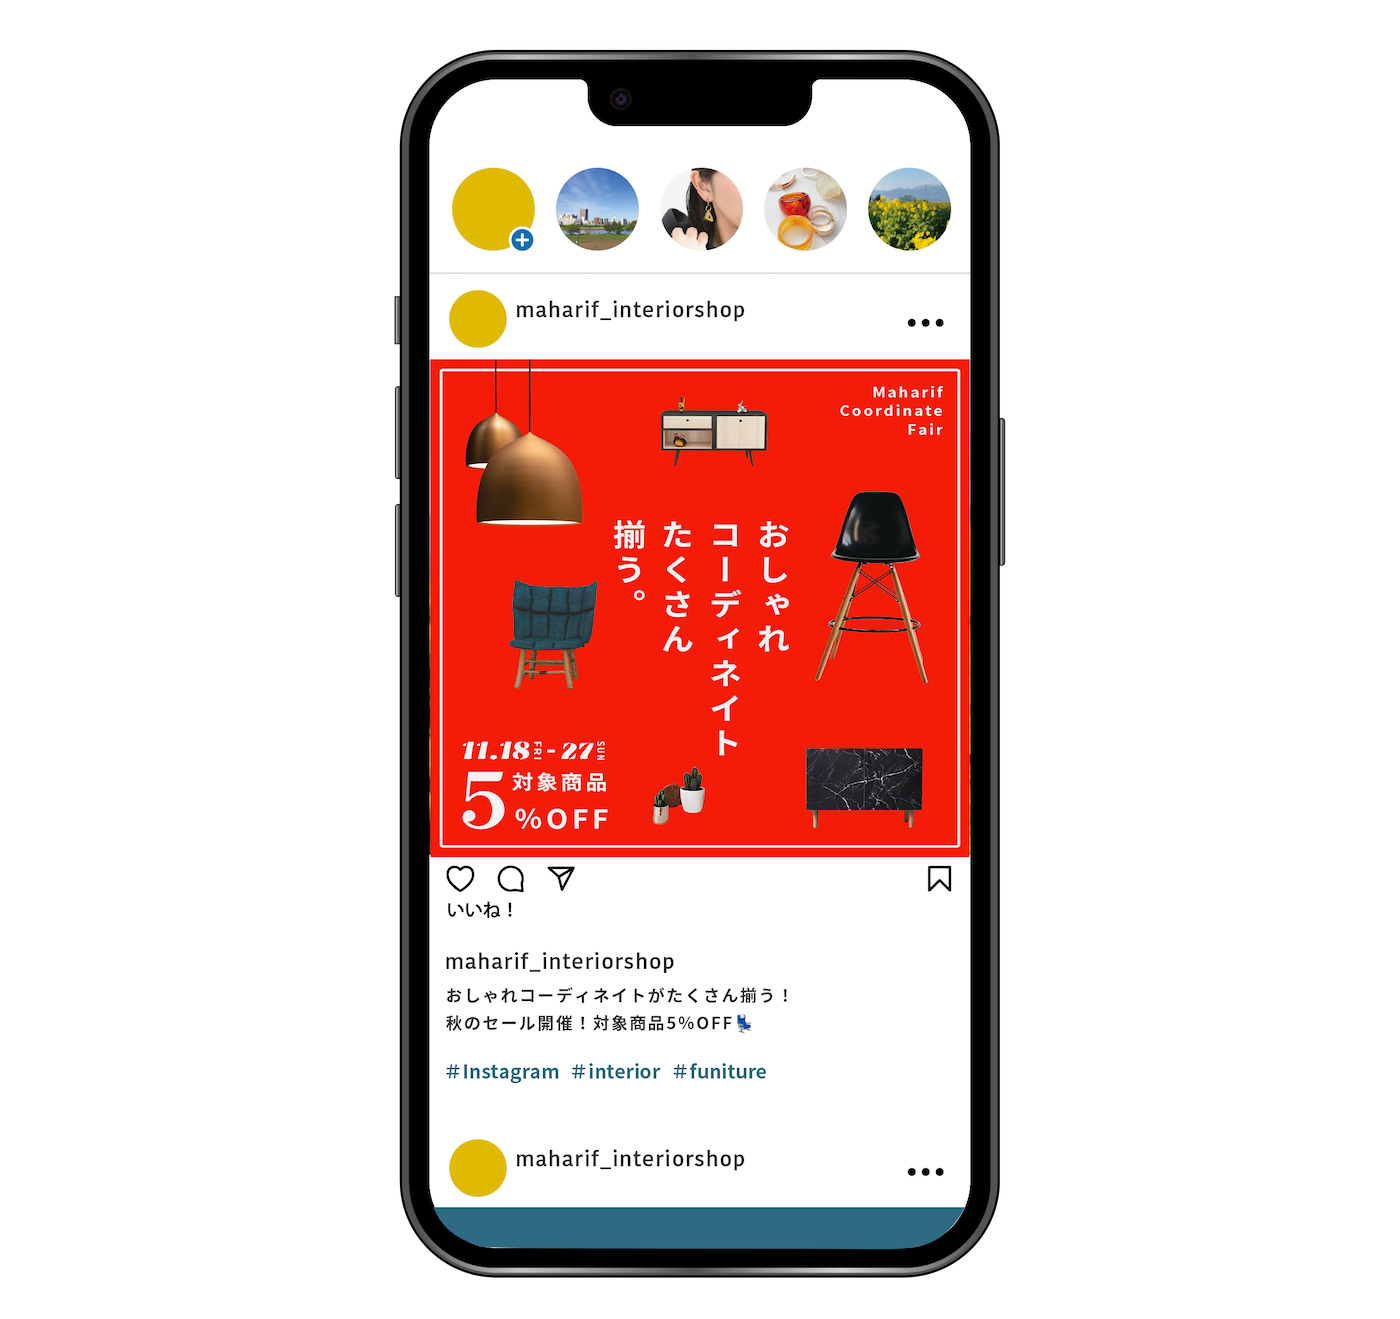 maharif_interiorshop
Maharif
Coordinate
Fair
おしゃれ
コーディネイト
たくさん
揃う。
11.18 FRI - 27 SUN
5 対象商品
%OFF
いいね！
maharif_interiorshop
おしゃれコーディネイトがたくさん揃う！
秋のセール開催！対象商品5%OFF💺
#Instagram #interior #funiture
maharif_interiorshop